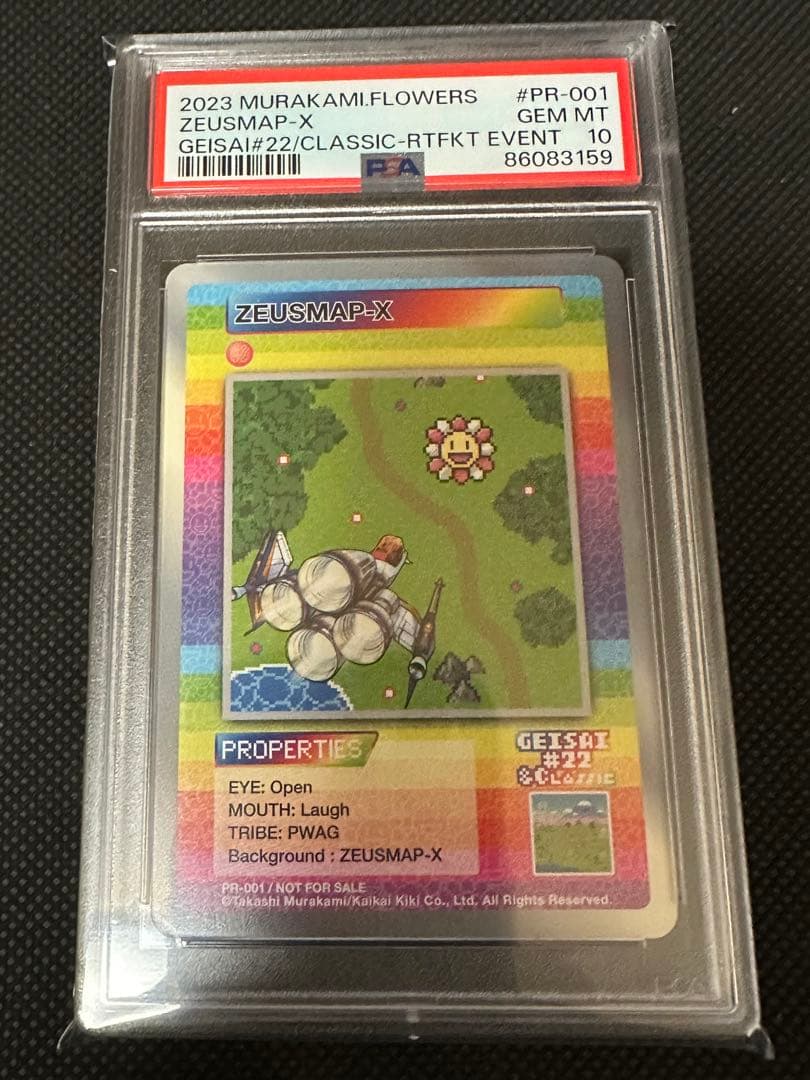 2023 MURAKAMI.FLOWERS #PR-001
ZEUSMAP-X GEM MT
GEISAI#22/CLASSIC-RTFKT EVENT 10
PSA 86083159
ZEUSMAP-X
PROPERTIES
GEISAI
#22
&CLASSIC
EYE: Open
MOUTH: Laugh
TRIBE: PWAG
Background : ZEUSMAP-X
PR-001 / NOT FOR SALE
©Takashi Murakami/Kaikai Kiki Co., Ltd. All Rights Reserved.